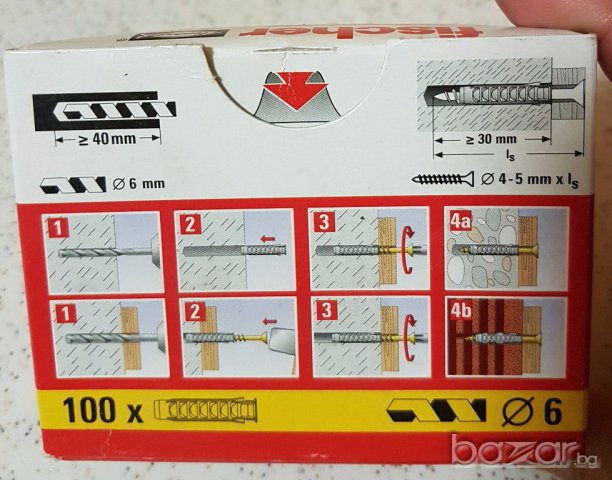 fischer
≥ 40 mm
≥ 30 mm
ls
Ø 6 mm
Ø 4-5 mm x ls
1
2
3
4a
1
2
3
4b
100 x
Ø 6
bazar.bg